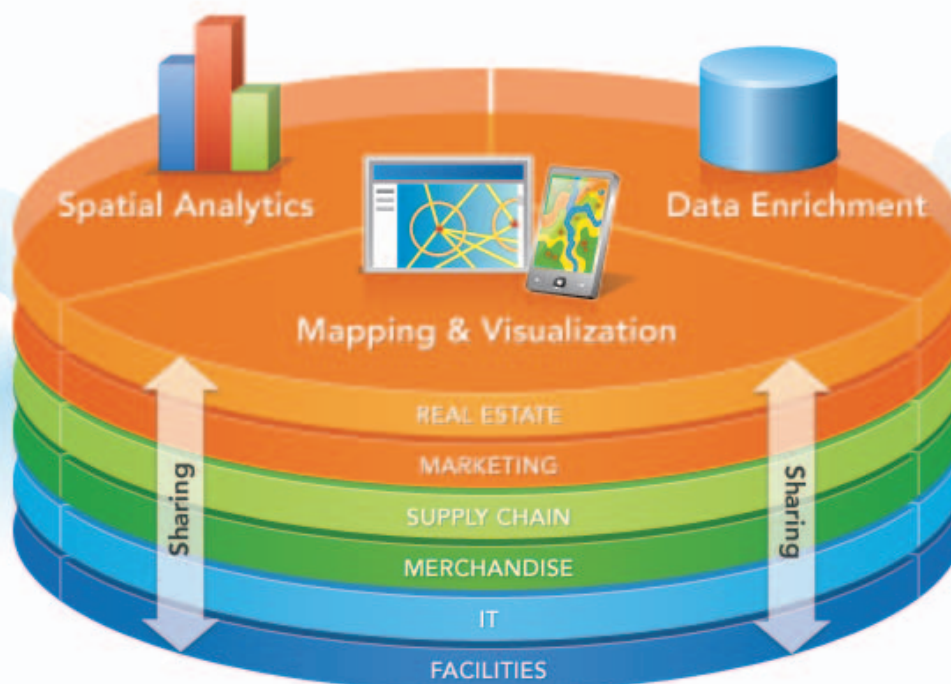 Spatial Analytics
Data Enrichment
Mapping & Visualization
REAL ESTATE
MARKETING
SUPPLY CHAIN
MERCHANDISE
IT
FACILITIES
Sharing
Sharing